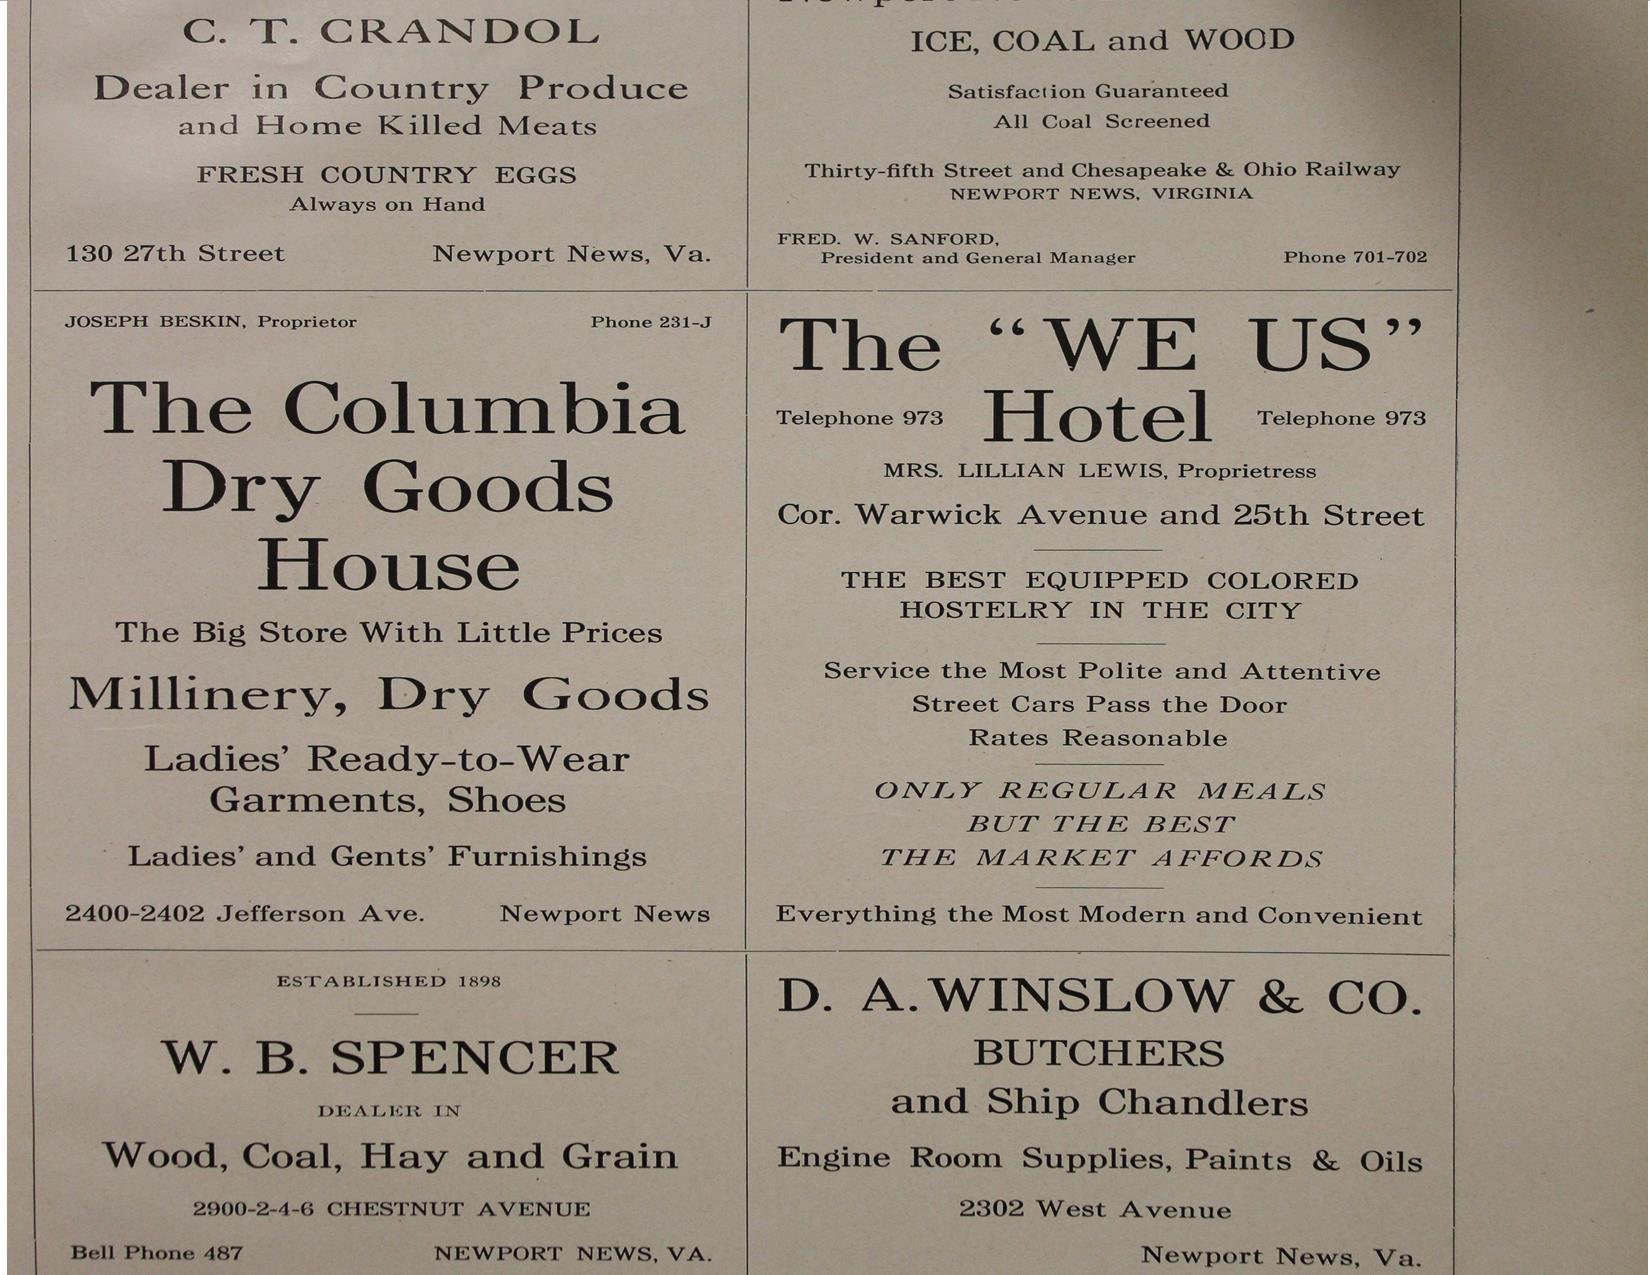 C. T. CRANDOL
Dealer in Country Produce
and Home Killed Meats
FRESH COUNTRY EGGS
Always on Hand
130 27th Street Newport News, Va.
ICE, COAL and WOOD
Satisfaction Guaranteed
All Coal Screened
Thirty-fifth Street and Chesapeake & Ohio Railway
NEWPORT NEWS, VIRGINIA
FRED. W. SANFORD,
President and General Manager Phone 701-702
JOSEPH BESKIN, Proprietor Phone 231-J
The Columbia
Dry Goods
House
The Big Store With Little Prices
Millinery, Dry Goods
Ladies' Ready-to-Wear
Garments, Shoes
Ladies' and Gents' Furnishings
2400-2402 Jefferson Ave. Newport News
The "WE US"
Telephone 973 Hotel Telephone 973
MRS. LILLIAN LEWIS, Proprietress
Cor. Warwick Avenue and 25th Street
THE BEST EQUIPPED COLORED
HOSTELRY IN THE CITY
Service the Most Polite and Attentive
Street Cars Pass the Door
Rates Reasonable
ONLY REGULAR MEALS
BUT THE BEST
THE MARKET AFFORDS
Everything the Most Modern and Convenient
ESTABLISHED 1898
W. B. SPENCER
DEALER IN
Wood, Coal, Hay and Grain
2900-2-4-6 CHESTNUT AVENUE
Bell Phone 487 NEWPORT NEWS, VA.
D. A. WINSLOW & CO.
BUTCHERS
and Ship Chandlers
Engine Room Supplies, Paints & Oils
2302 West Avenue
Newport News, Va.